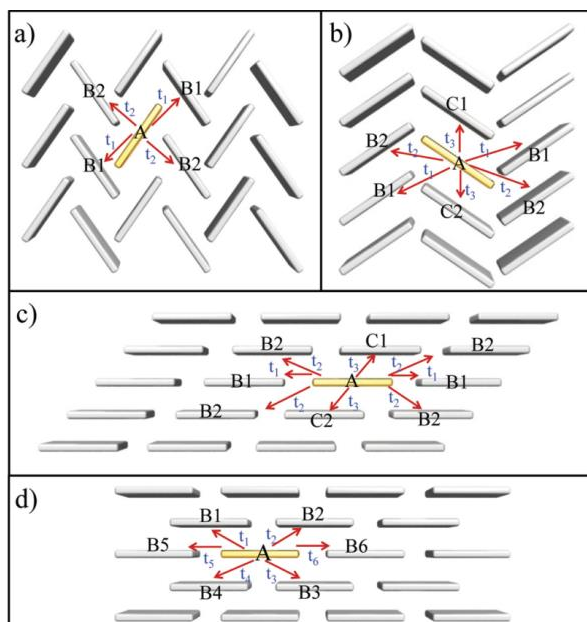 a)
B2 t₁ B1
t₂
A
t₁
B1 t₂ B2
b)
C1
B2 t₃ t₁ B1
t₂
A
t₁ t₂
B1 t₃ B2
C2
c)
B2 C1 B2
t₂ t₃ t₂
B1 t₁ A t₁ B1
t₂ t₃ t₂
B2 C2 B2
d)
B1 B2
t₁ t₂
B5 A B6
t₅ t₆
t₄ t₃
B4 B3